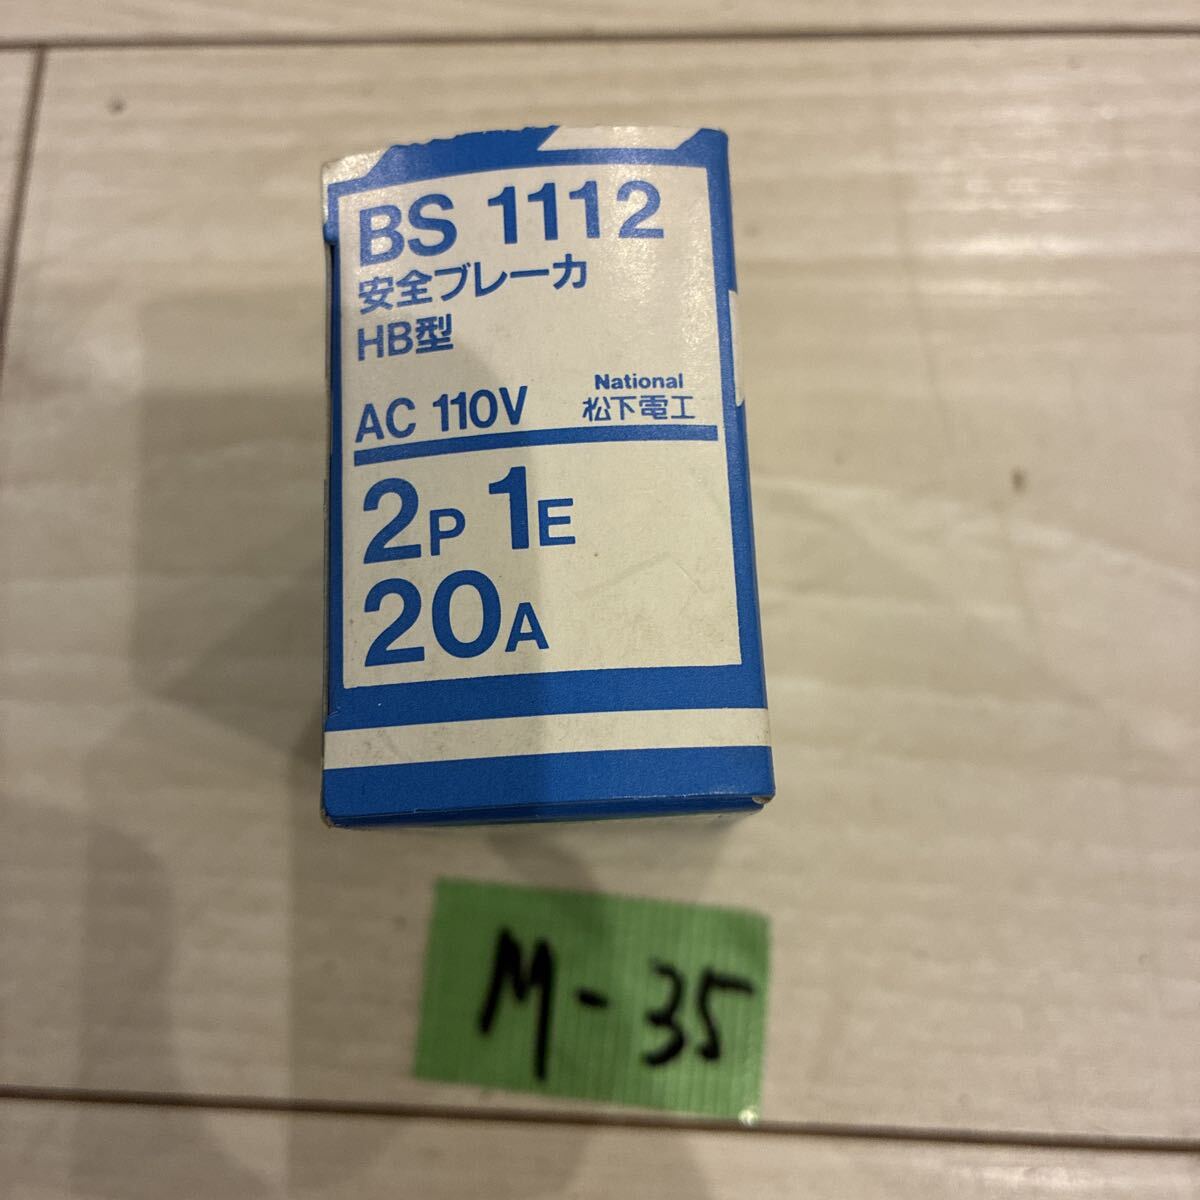 BS 1112
安全ブレーカ
HB型
AC 110V
National
松下電工
2P 1E
20A
M-35